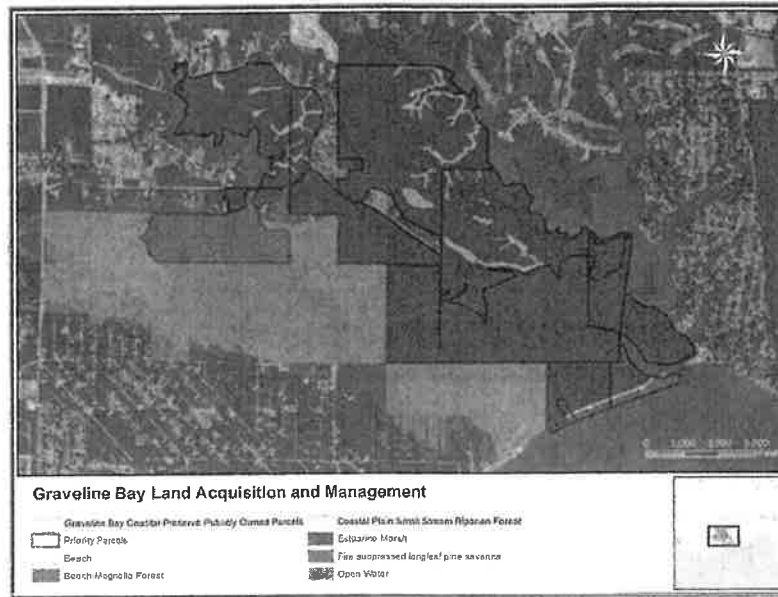 Graveline Bay Land Acquisition and Management
Graveline Bay Coastal Preserve Publicly Owned Parcels
Priority Parcels
Beach
Beech-Magnolia Forest
Coastal Plain Small Stream Riparian Forest
Estuarine Marsh
Fire suppressed longleaf pine savanna
Open Water